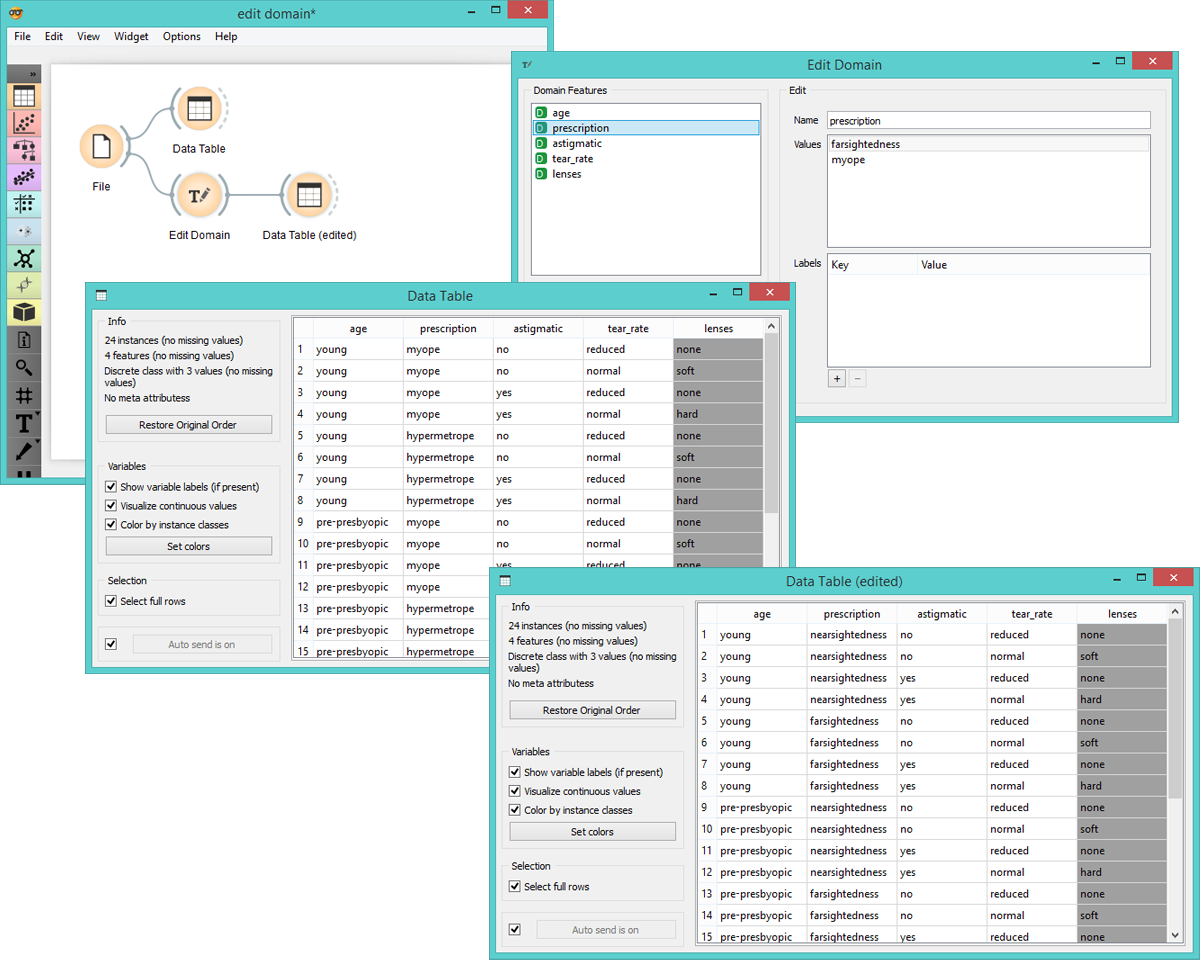 edit domain*
File Edit View Widget Options Help
»
File
Data Table
Edit Domain
Data Table (edited)
Edit Domain
Domain Features
D age
D prescription
D astigmatic
D tear_rate
D lenses
Edit
Name prescription
Values farsightedness
myope
Labels Key Value
+ −
Data Table
Info
24 instances (no missing values)
4 features (no missing values)
Discrete class with 3 values (no missing
values)
No meta attributess
Restore Original Order
Variables
Show variable labels (if present)
Visualize continuous values
Color by instance classes
Set colors
Selection
Select full rows
Auto send is on
age prescription astigmatic tear_rate lenses
1 young myope no reduced none
2 young myope no normal soft
3 young myope yes reduced none
4 young myope yes normal hard
5 young hypermetrope no reduced none
6 young hypermetrope no normal soft
7 young hypermetrope yes reduced none
8 young hypermetrope yes normal hard
9 pre-presbyopic myope no reduced none
10 pre-presbyopic myope no normal soft
11 pre-presbyopic myope yes reduced none
12 pre-presbyopic myope
13 pre-presbyopic hypermetrope
14 pre-presbyopic hypermetrope
15 pre-presbyopic hypermetrope
Data Table (edited)
Info
24 instances (no missing values)
4 features (no missing values)
Discrete class with 3 values (no missing
values)
No meta attributess
Restore Original Order
Variables
Show variable labels (if present)
Visualize continuous values
Color by instance classes
Set colors
Selection
Select full rows
Auto send is on
age prescription astigmatic tear_rate lenses
1 young nearsightedness no reduced none
2 young nearsightedness no normal soft
3 young nearsightedness yes reduced none
4 young nearsightedness yes normal hard
5 young farsightedness no reduced none
6 young farsightedness no normal soft
7 young farsightedness yes reduced none
8 young farsightedness yes normal hard
9 pre-presbyopic nearsightedness no reduced none
10 pre-presbyopic nearsightedness no normal soft
11 pre-presbyopic nearsightedness yes reduced none
12 pre-presbyopic nearsightedness yes normal hard
13 pre-presbyopic farsightedness no reduced none
14 pre-presbyopic farsightedness no normal soft
15 pre-presbyopic farsightedness yes reduced none